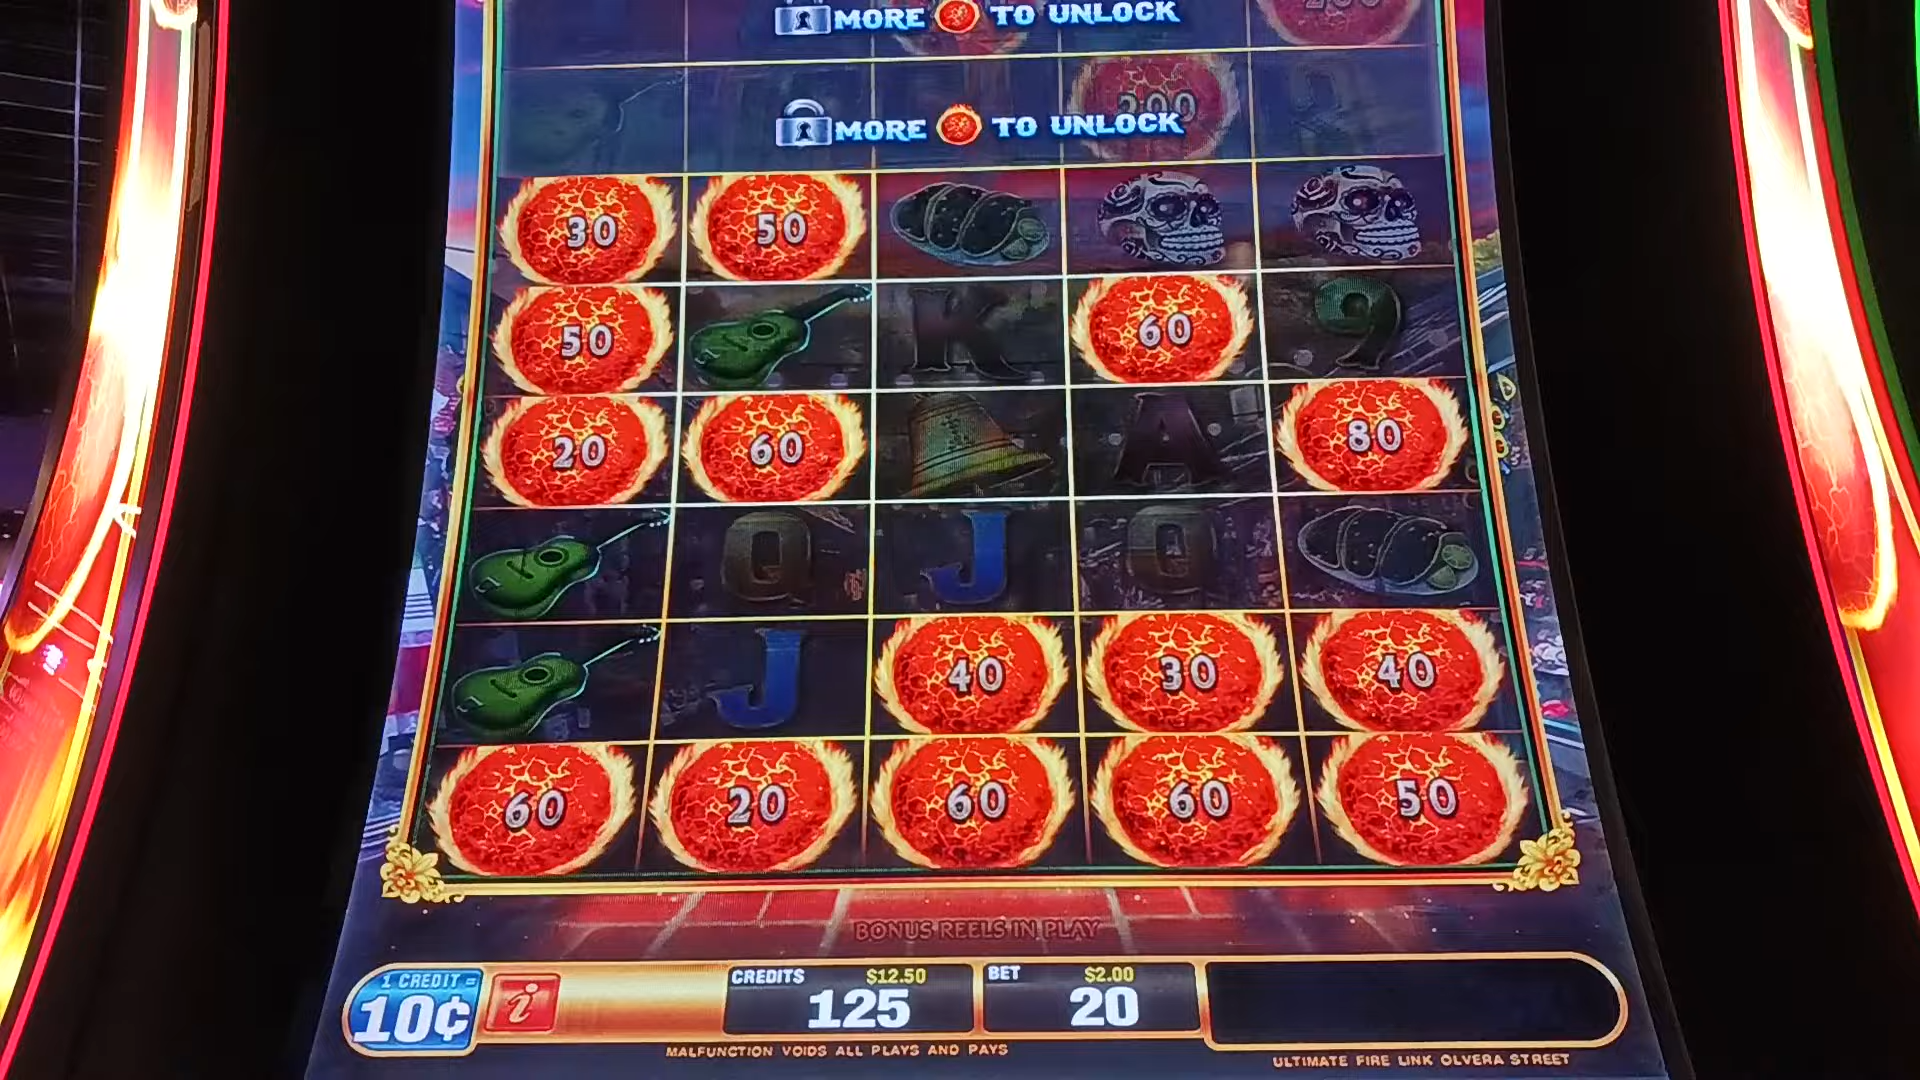 MORE TO UNLOCK
200
MORE TO UNLOCK
30 50
50 K 60 9
20 60 A 80
Q J Q
J 40 30 40
60 20 60 60 50
BONUS REELS IN PLAY
1 CREDIT =
10¢
i
CREDITS $12.50
125
BET $2.00
20
MALFUNCTION VOIDS ALL PLAYS AND PAYS
ULTIMATE FIRE LINK OLVERA STREET